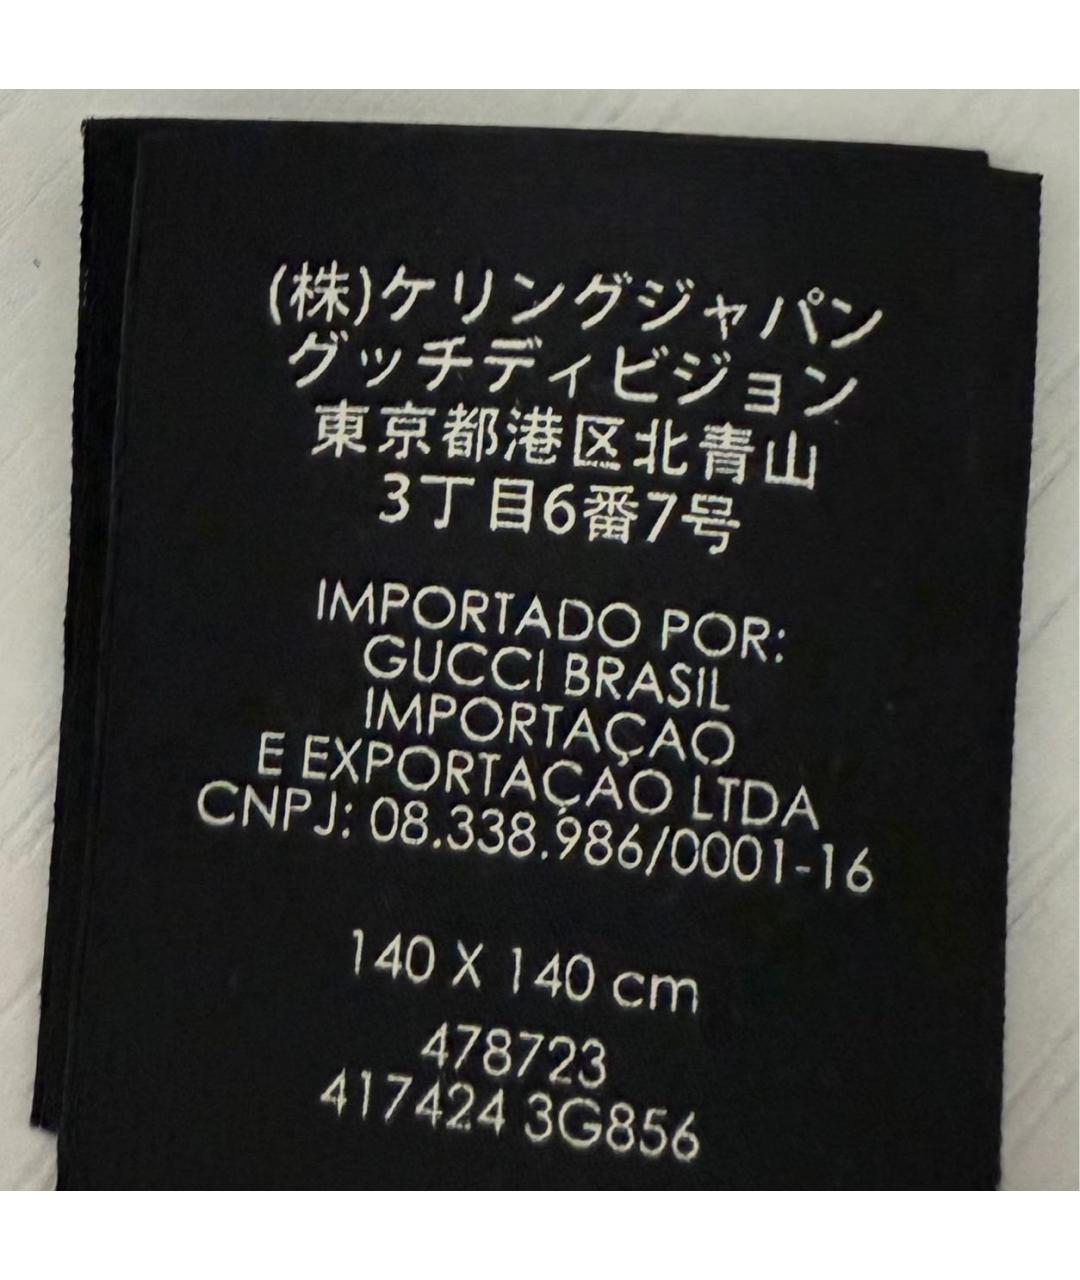 (株)ケリングジャパン
グッチディビジョン
東京都港区北青山
3丁目6番7号
IMPORTADO POR:
GUCCI BRASIL
IMPORTAÇAO
E EXPORTAÇAO LTDA
CNPJ: 08.338.986/0001-16
140 X 140 cm
478723
417424 3G856